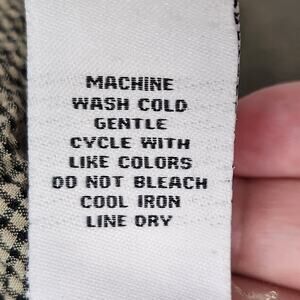 MACHINE
WASH COLD
GENTLE
CYCLE WITH
LIKE COLORS
DO NOT BLEACH
COOL IRON
LINE DRY